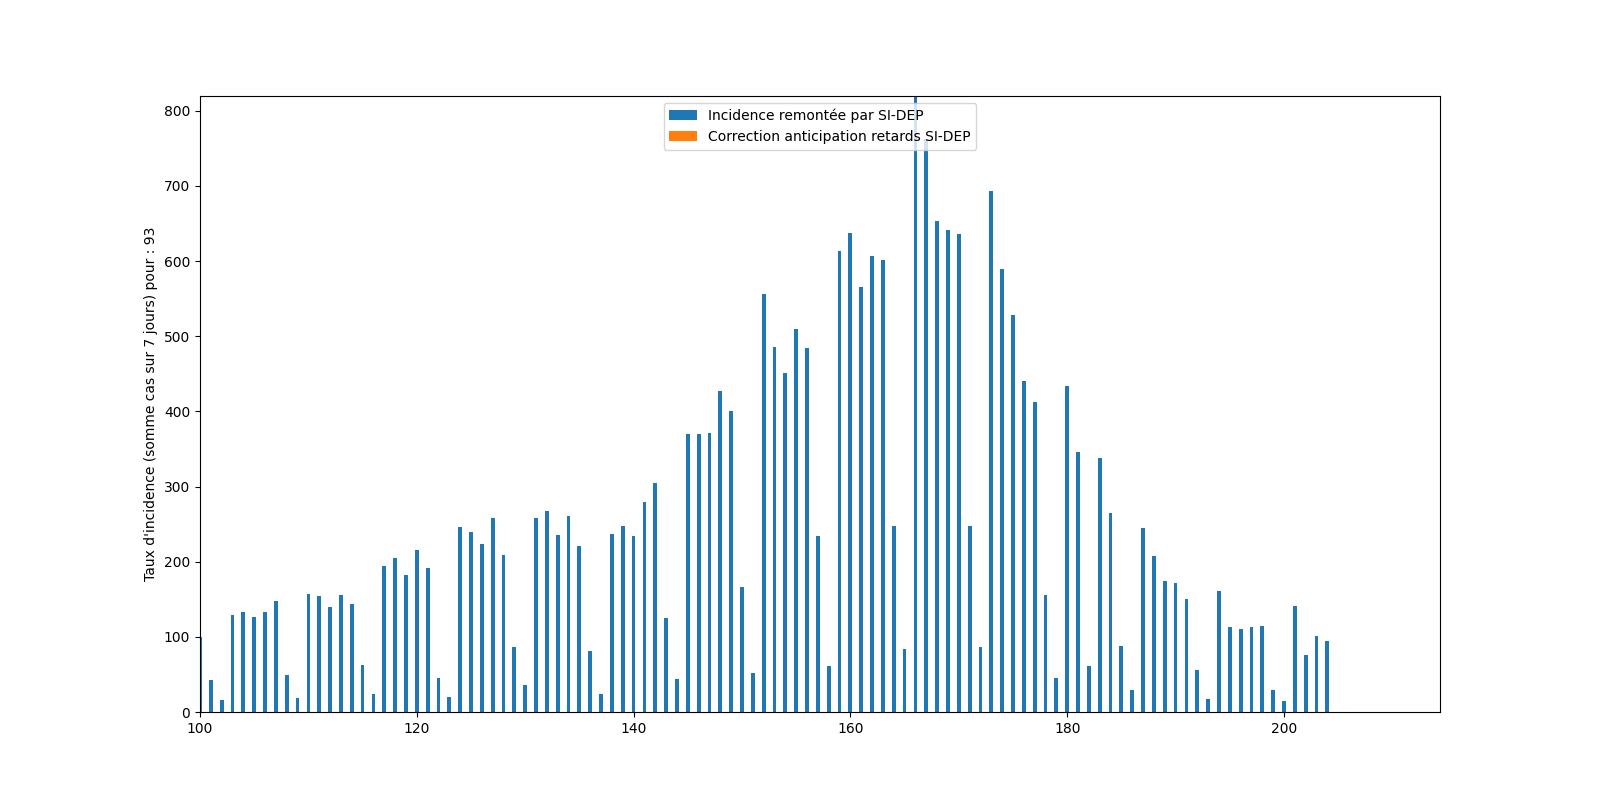 Incidence remontée par SI-DEP
Correction anticipation retards SI-DEP
Taux d'incidence (somme cas sur 7 jours) pour : 93
800
700
600
500
400
300
200
100
0
100 120 140 160 180 200